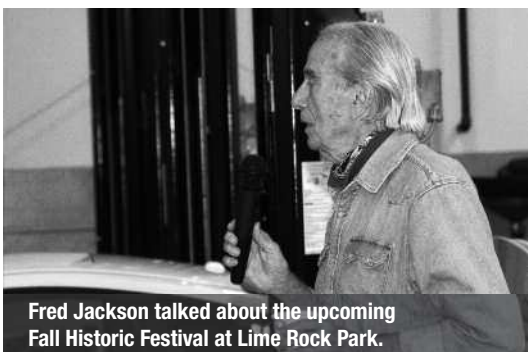 Fred Jackson talked about the upcoming
Fall Historic Festival at Lime Rock Park.